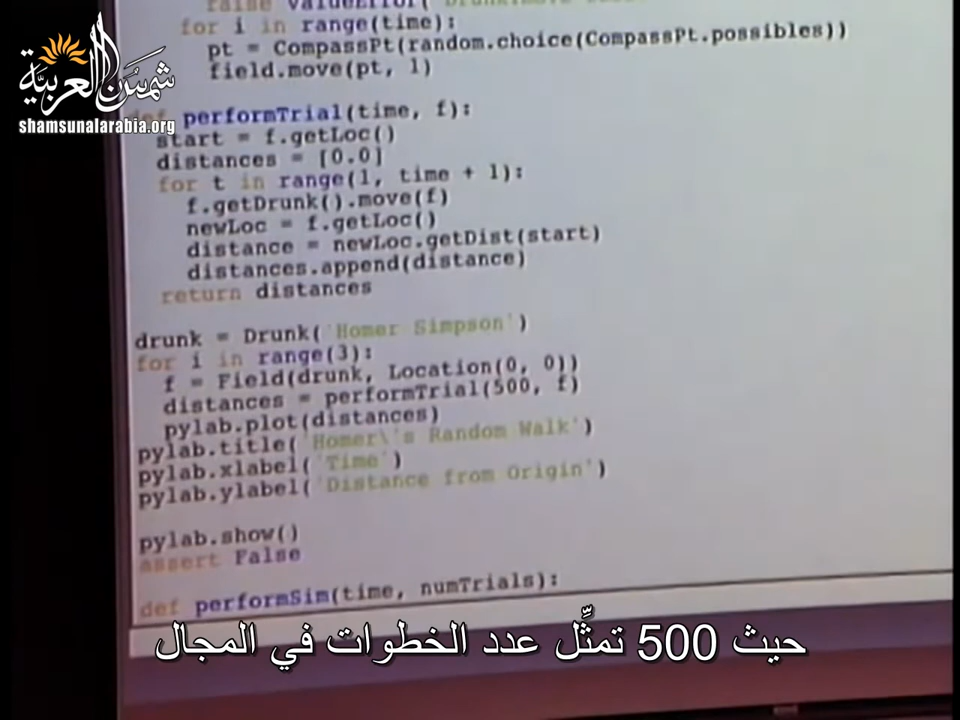 for i in range(time):
pt = CompassPt(random.choice(CompassPt.possibles))
field.move(pt, 1)
شمس العربية
shamsunalarabia.org
def performTrial(time, f):
start = f.getLoc()
distances = [0.0]
for t in range(1, time + 1):
f.getDrunk().move(f)
newLoc = f.getLoc()
distance = newLoc.getDist(start)
distances.append(distance)
return distances
drunk = Drunk('Homer Simpson')
for i in range(3):
f = Field(drunk, Location(0, 0))
distances = performTrial(500, f)
pylab.plot(distances)
pylab.title('Homer\'s Random Walk')
pylab.xlabel('Time')
pylab.ylabel('Distance from Origin')
pylab.show()
assert False
def performSim(time, numTrials):
حيث 500 تمثِّل عدد الخطوات في المجال